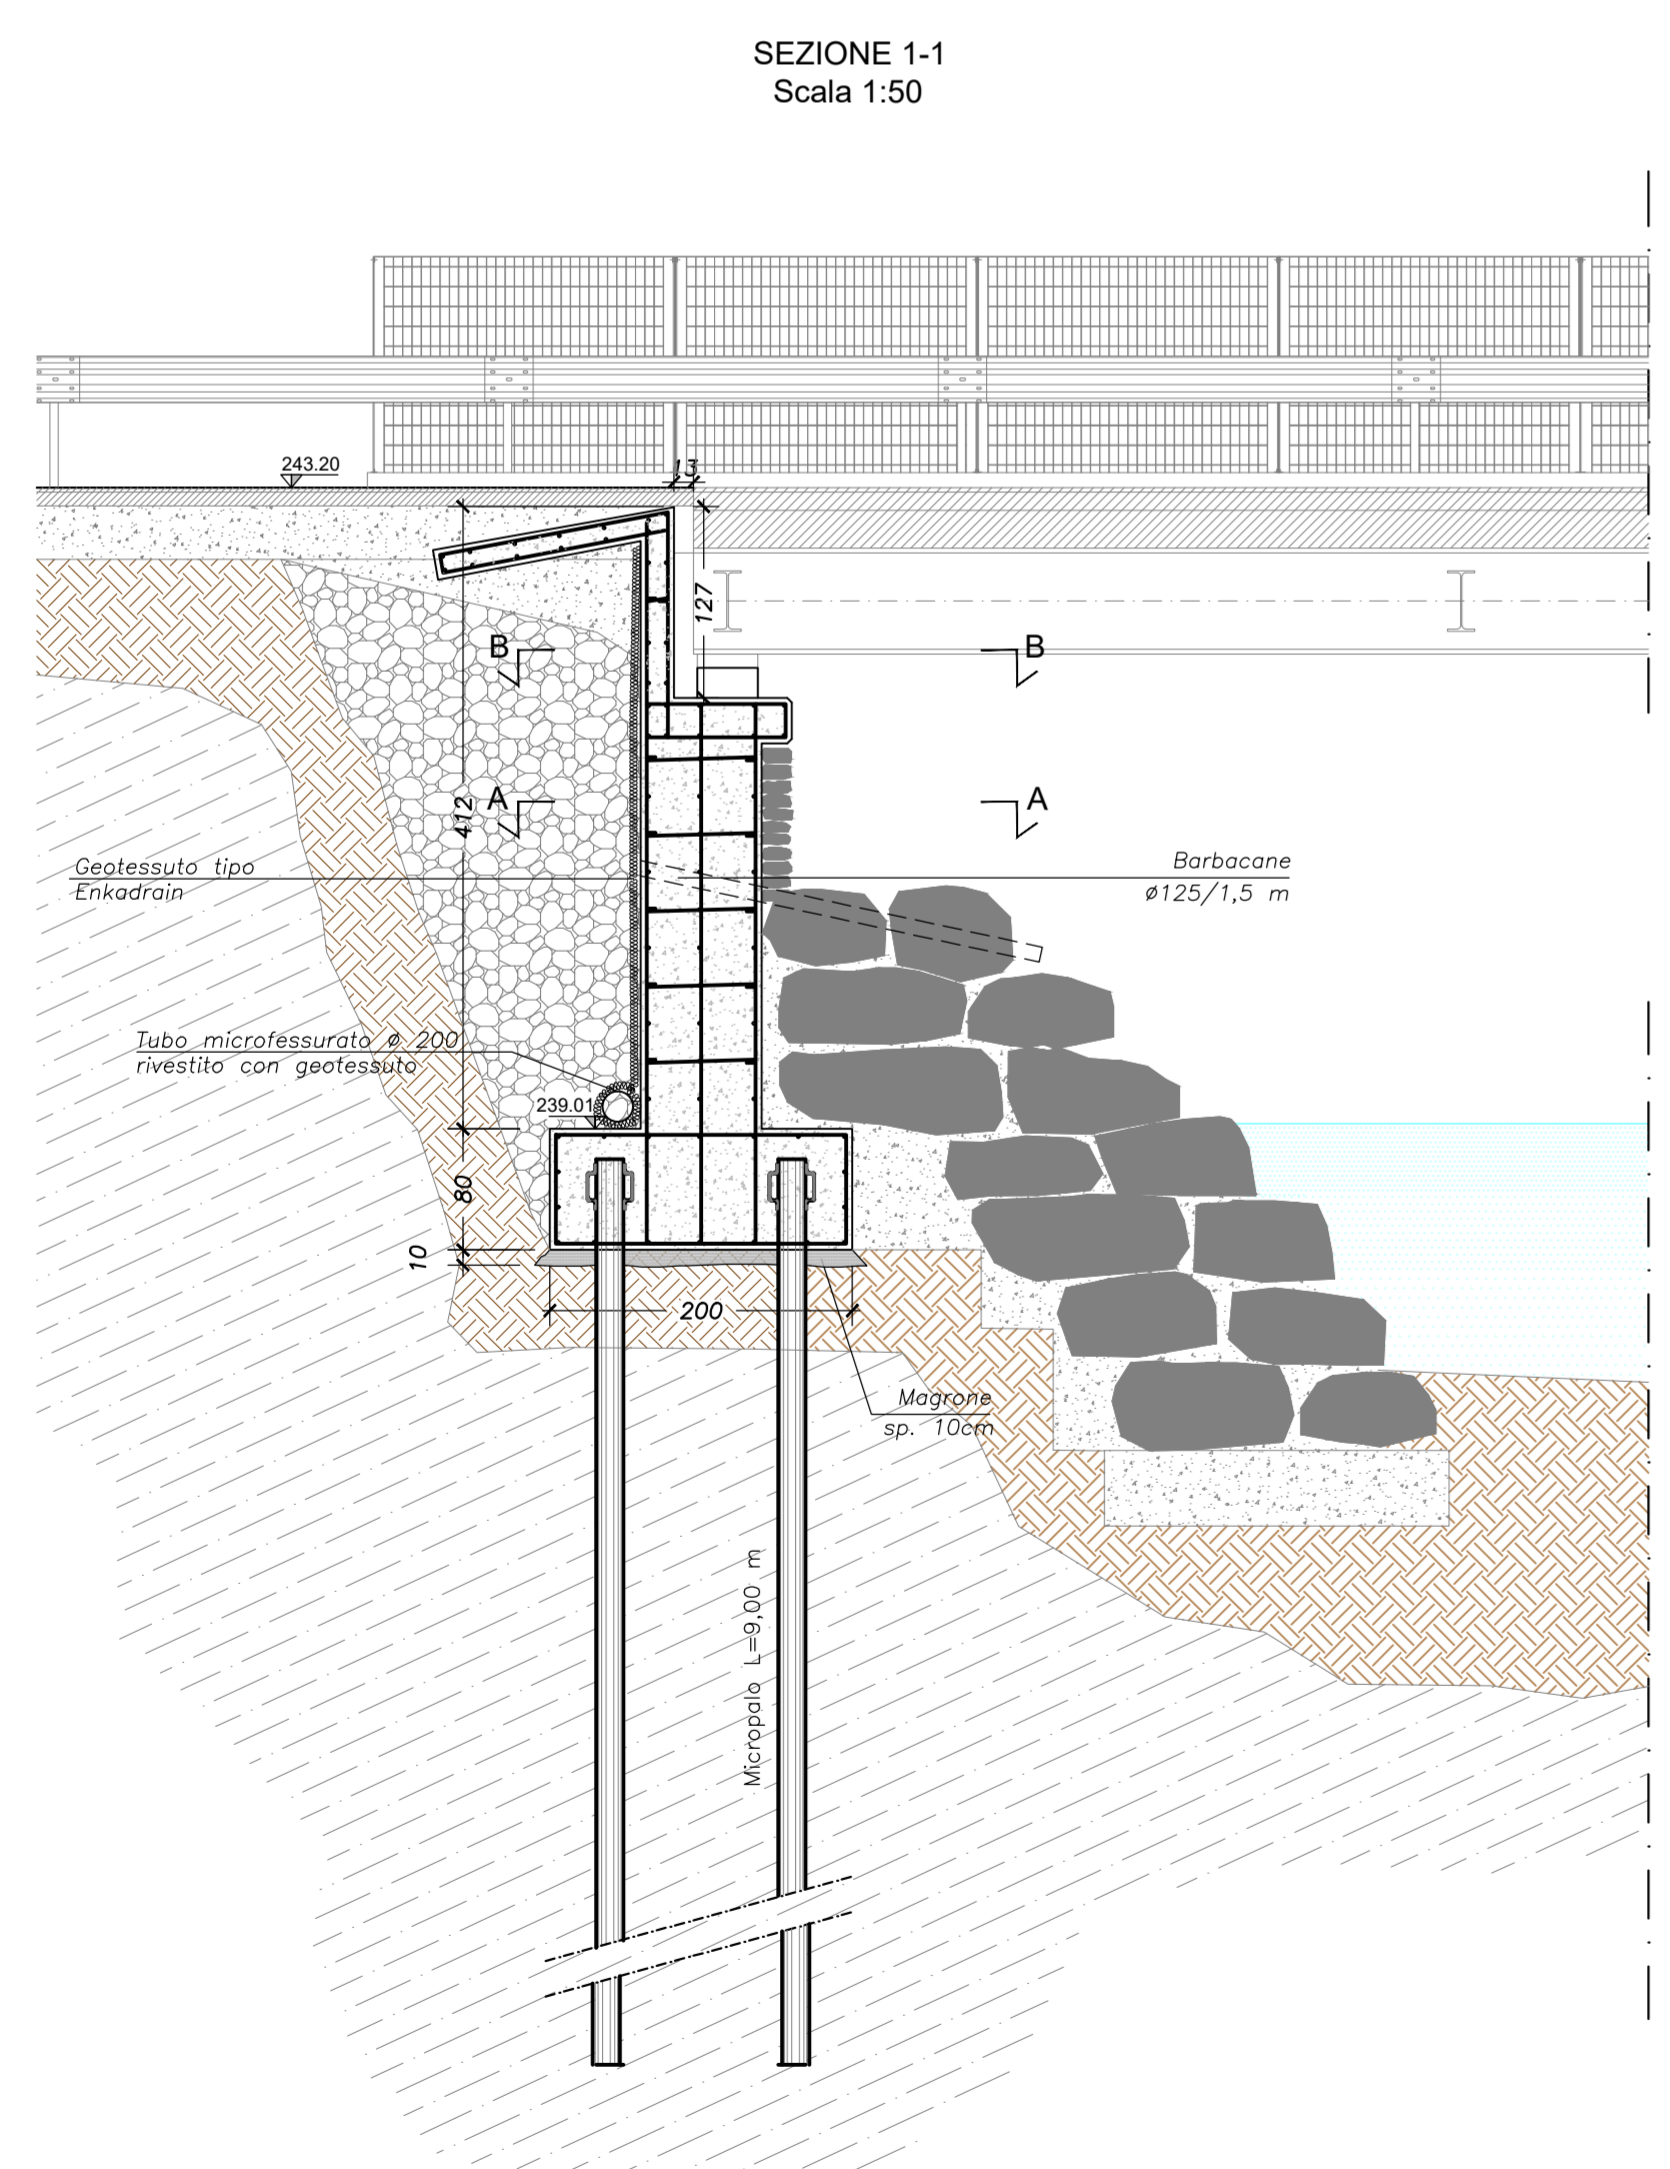 SEZIONE 1-1
Scala 1:50
243.20
13
127
B
B
412
A
A
Geotessuto tipo
Enkadrain
Barbacane
ø125/1,5 m
Tubo microfessurato ø 200
rivestito con geotessuto
239.01
80
10
200
Magrone
sp. 10cm
Micropalo L=9,00 m